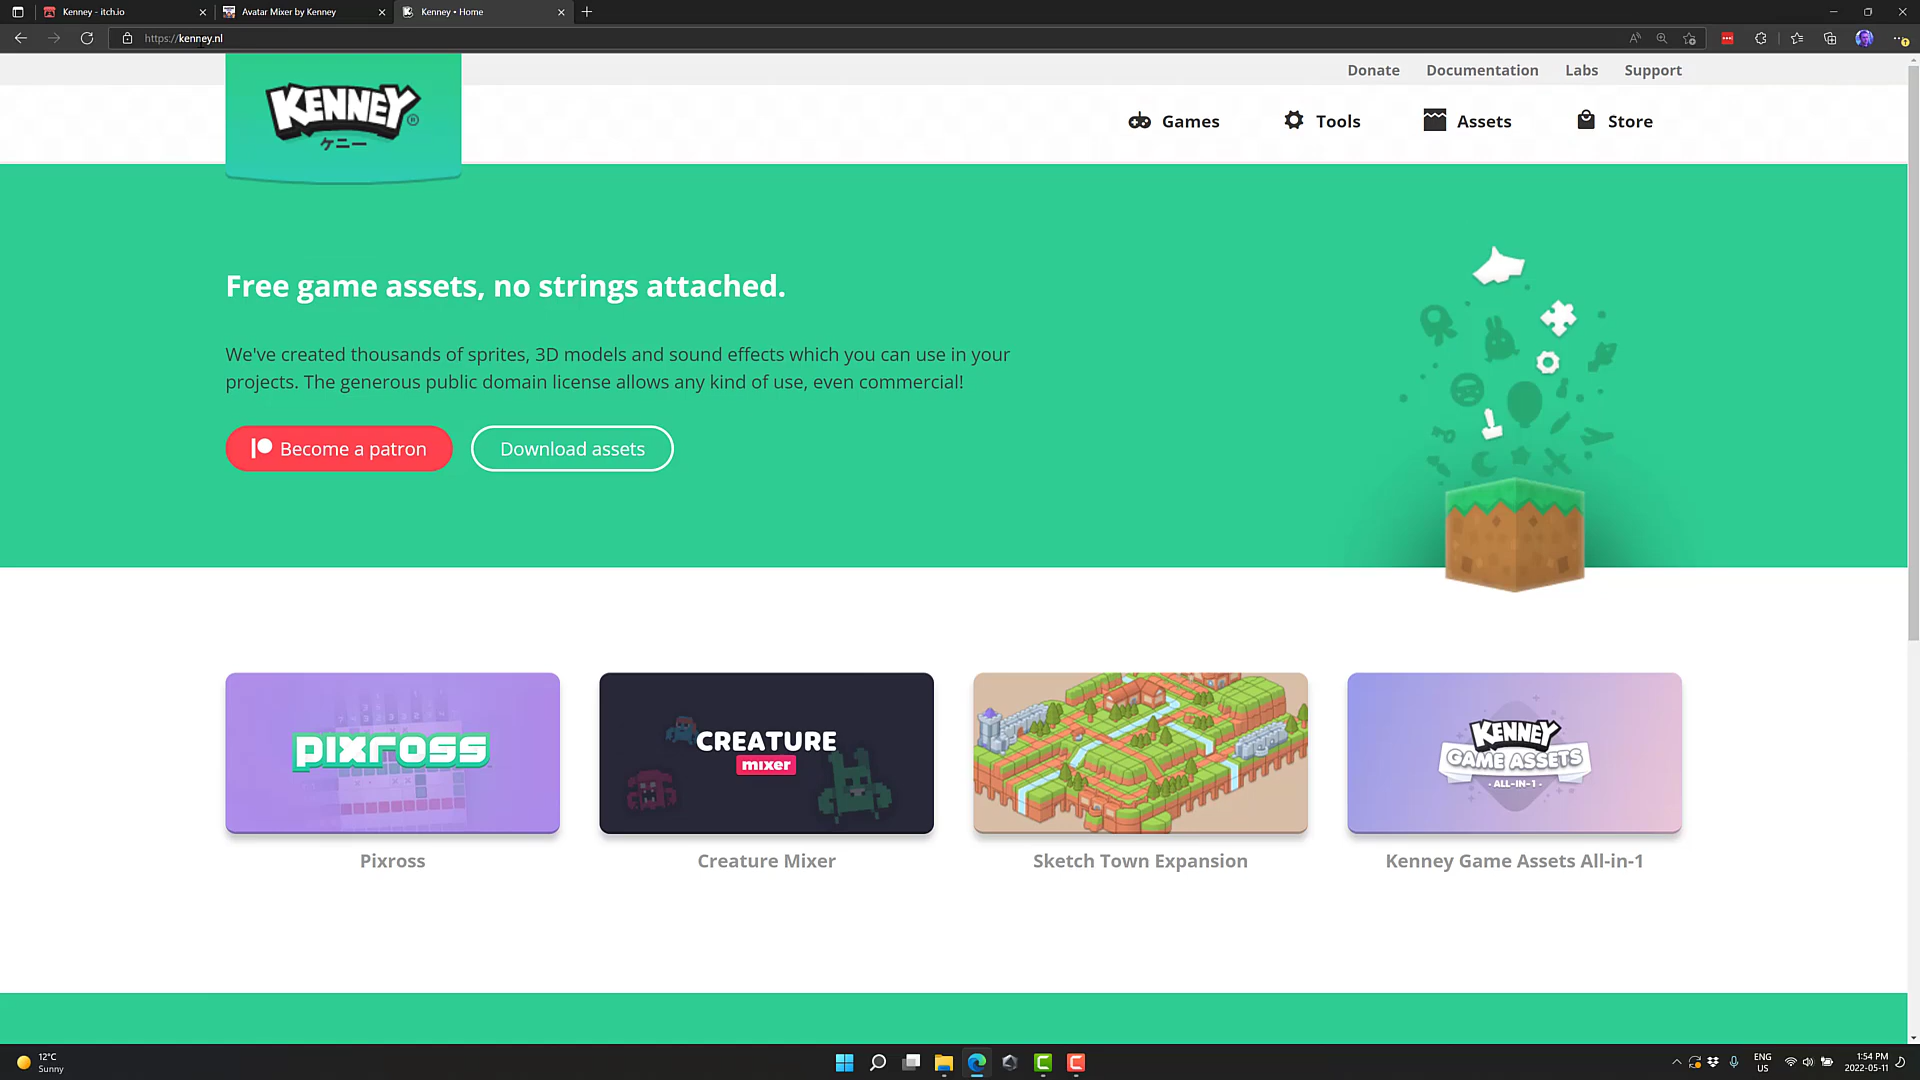 Kenney - itch.io
Avatar Mixer by Kenney
Kenney • Home
https://kenney.nl
Donate
Documentation
Labs
Support
KENNEY®
ケニー
Games
Tools
Assets
Store
Free game assets, no strings attached.
We've created thousands of sprites, 3D models and sound effects which you can use in your
projects. The generous public domain license allows any kind of use, even commercial!
Become a patron
Download assets
PIXROSS
CREATURE
mixer
KENNEY
GAME ASSETS
- ALL-IN-1 -
Pixross
Creature Mixer
Sketch Town Expansion
Kenney Game Assets All-in-1
12°C
Sunny
ENG
US
1:54 PM
2022-05-11